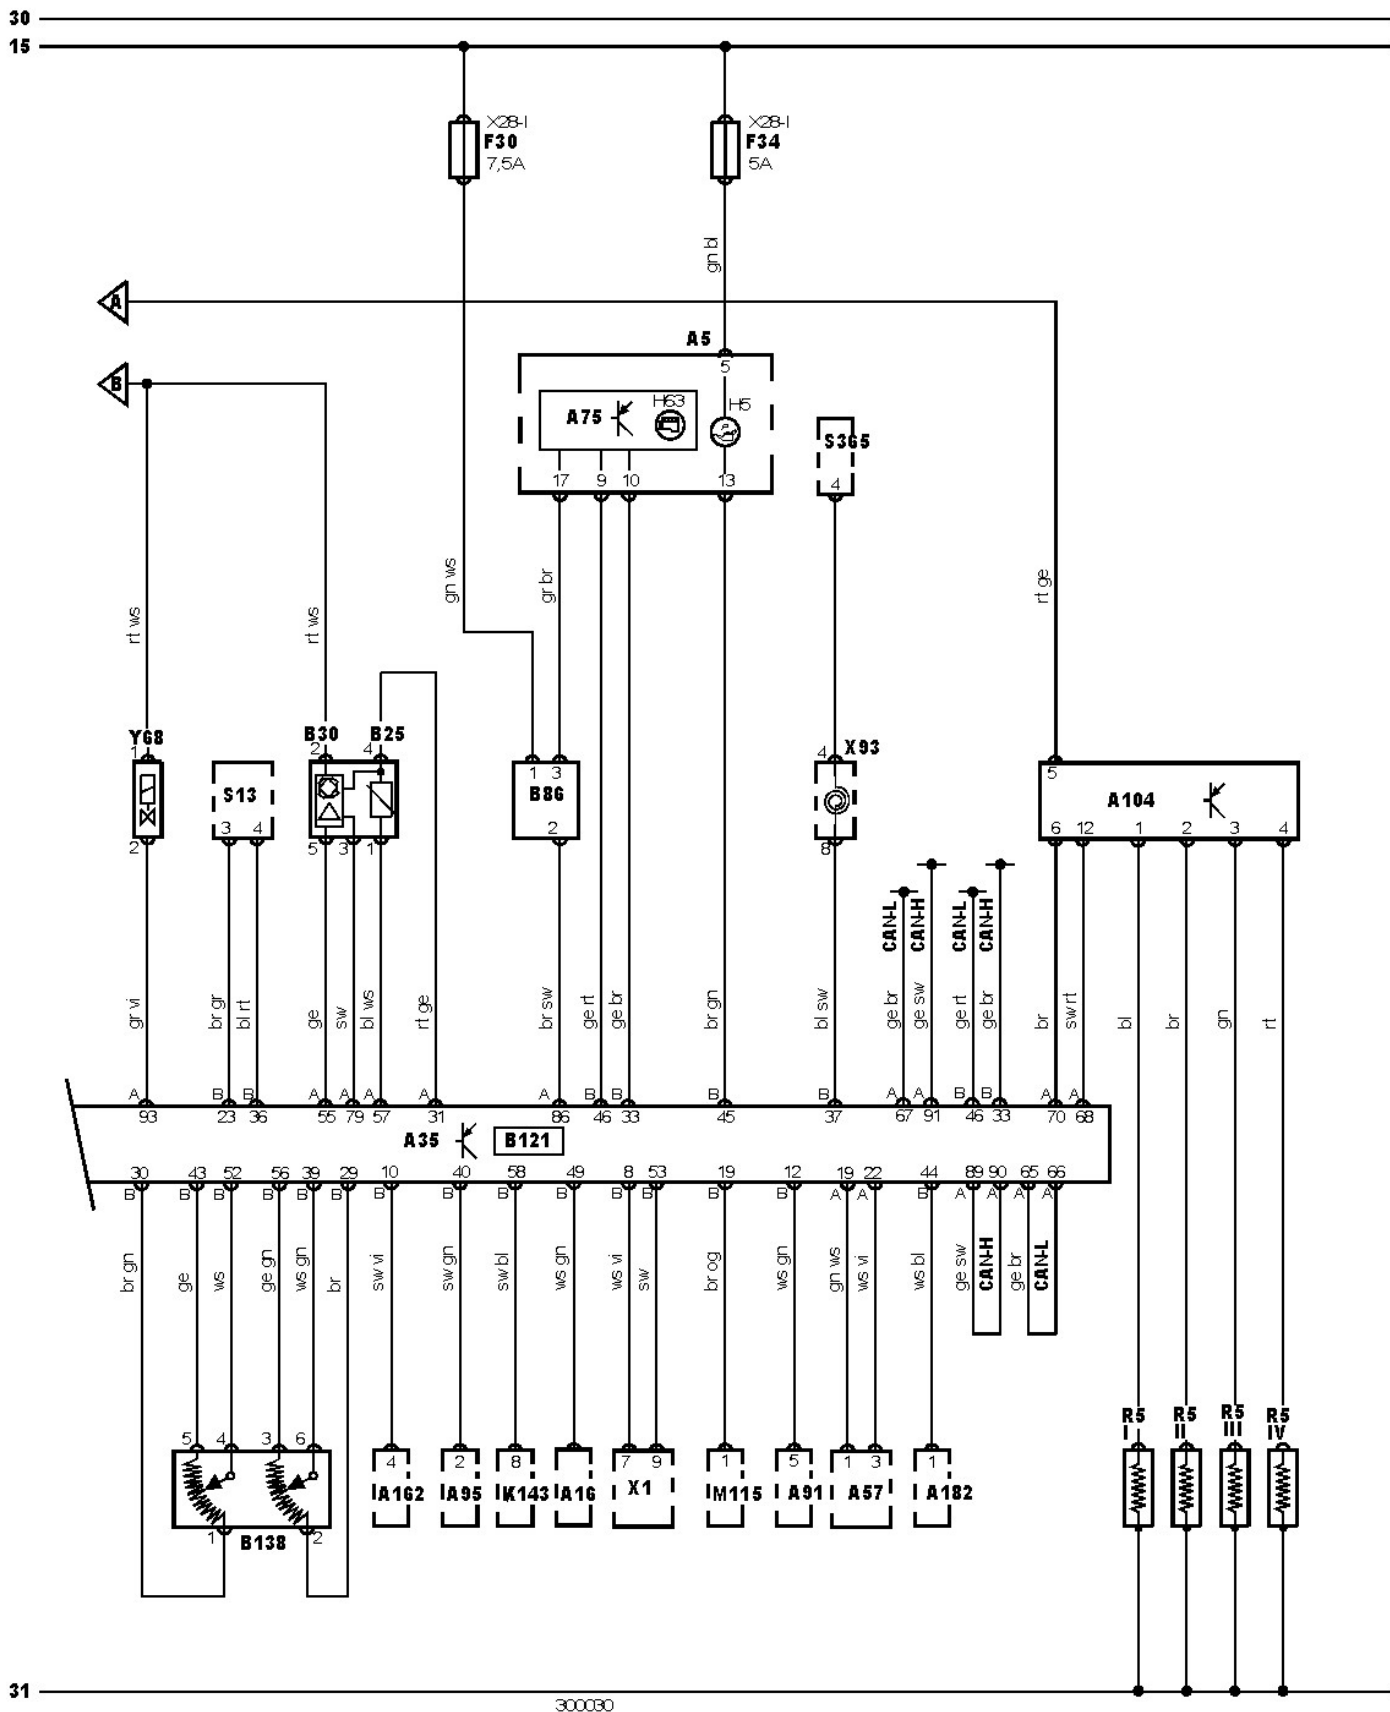 30
15
X28-I X28-I
F30 F34
7,5A 5A
gn bl
A
A5
5
B
H63 H5
A75
S365
17 9 10 13 4
gn ws gr br rt ge
rt ws rt ws
Y68 B30 B25 X93
1 2 4 4
1 3 5
S13 B86 A104
3 4 2 6 12 1 2 3 4
2 5 3 1 8
CAN-L CAN-H CAN-L CAN-H
gr vi br gr bl rt ge sw bl ws rt ge br sw ge rt ge br br gn bl sw ge br ge sw ge rt ge br br sw rt bl br gn rt
A B B A A A A A B B B B A A B B A A
93 23 36 55 79 57 31 86 46 33 45 37 67 91 46 33 70 68
A35 B121
30 43 52 56 39 29 10 40 58 49 8 53 19 12 19 22 44 89 90 65 66
B B B B B B B B B B B B B B A A B A A A A
br gn ge ws ge gn ws gn br sw vi sw gn sw bl ws gn ws vi sw br og ws gn gn ws ws vi ws bl ge sw CAN-H ge br CAN-L
R5 R5 R5 R5
I II III IV
5 4 3 6
4 2 8 7 9 1 5 1 3 1
A162 A95 K143 A16 X1 M115 A91 A57 A182
1 2
B138
31
300030